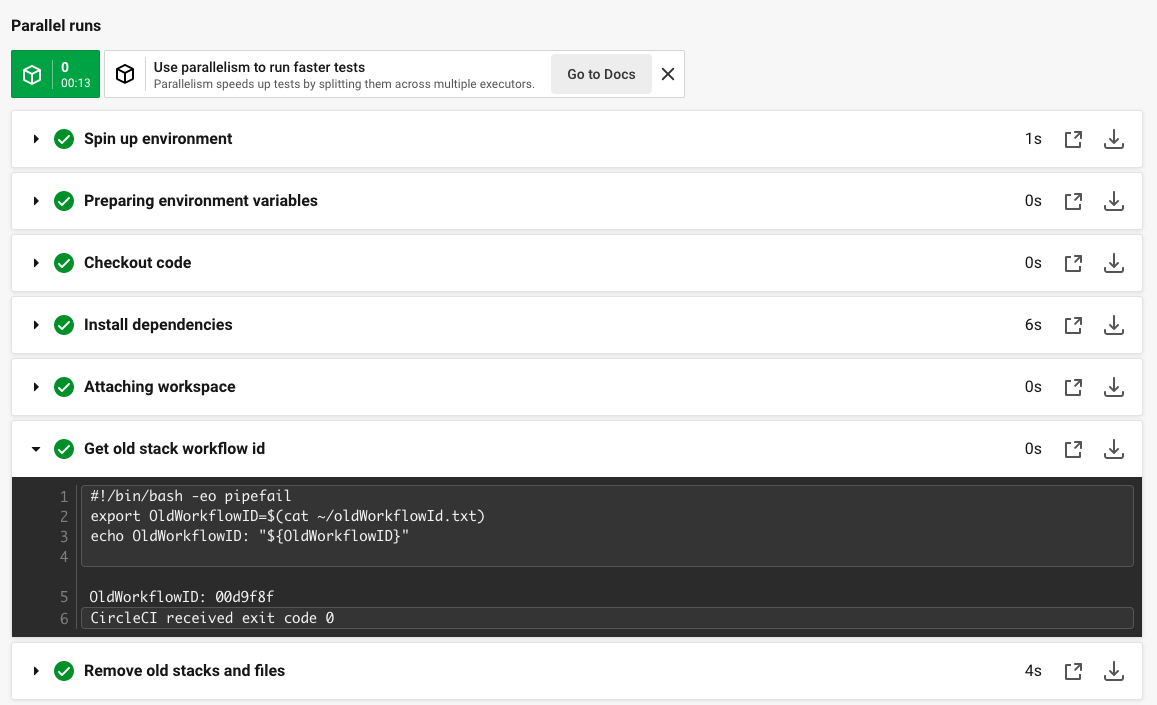 Parallel runs
0
00:13
Use parallelism to run faster tests
Parallelism speeds up tests by splitting them across multiple executors.
Go to Docs
Spin up environment 1s
Preparing environment variables 0s
Checkout code 0s
Install dependencies 6s
Attaching workspace 0s
Get old stack workflow id 0s
1 #!/bin/bash -eo pipefail
2 export OldWorkflowID=$(cat ~/oldWorkflowId.txt)
3 echo OldWorkflowID: "${OldWorkflowID}"
4
5 OldWorkflowID: 00d9f8f
6 CircleCI received exit code 0
Remove old stacks and files 4s